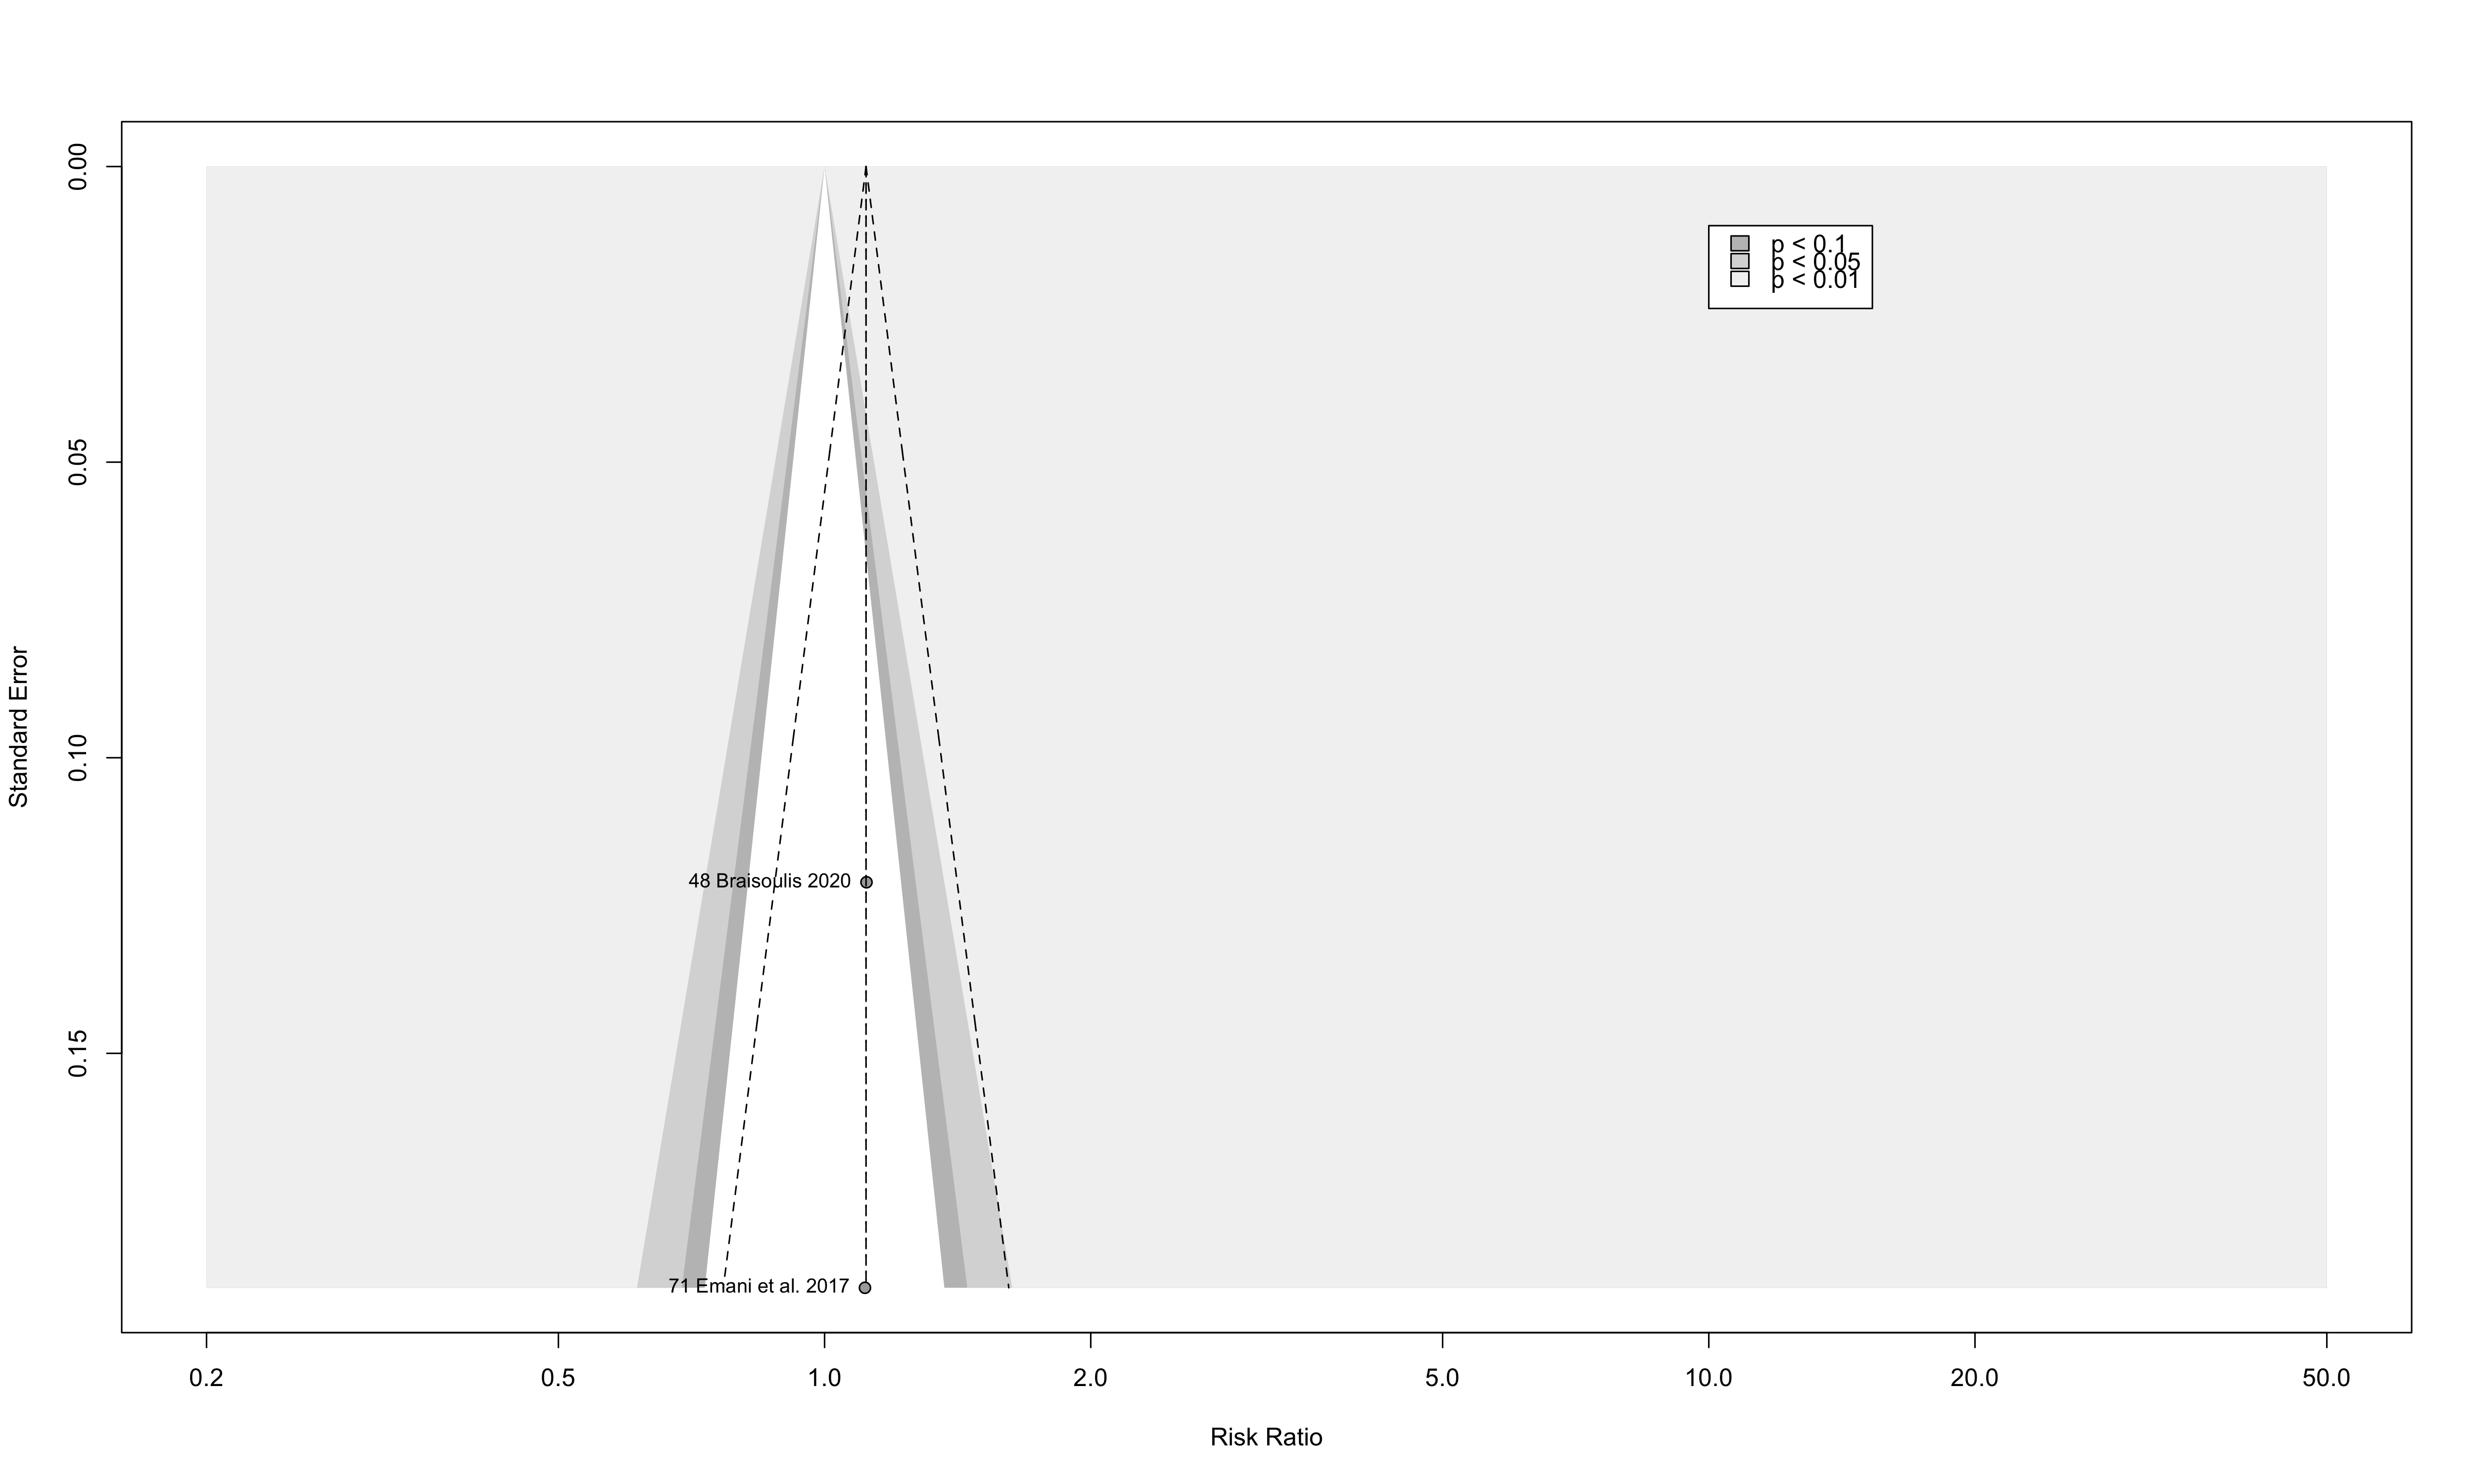 0.00
0.05
0.10
0.15
Standard Error
p < 0.1
p < 0.05
p < 0.01
48 Braisoulis 2020
71 Emani et al. 2017
0.2 0.5 1.0 2.0 5.0 10.0 20.0 50.0
Risk Ratio